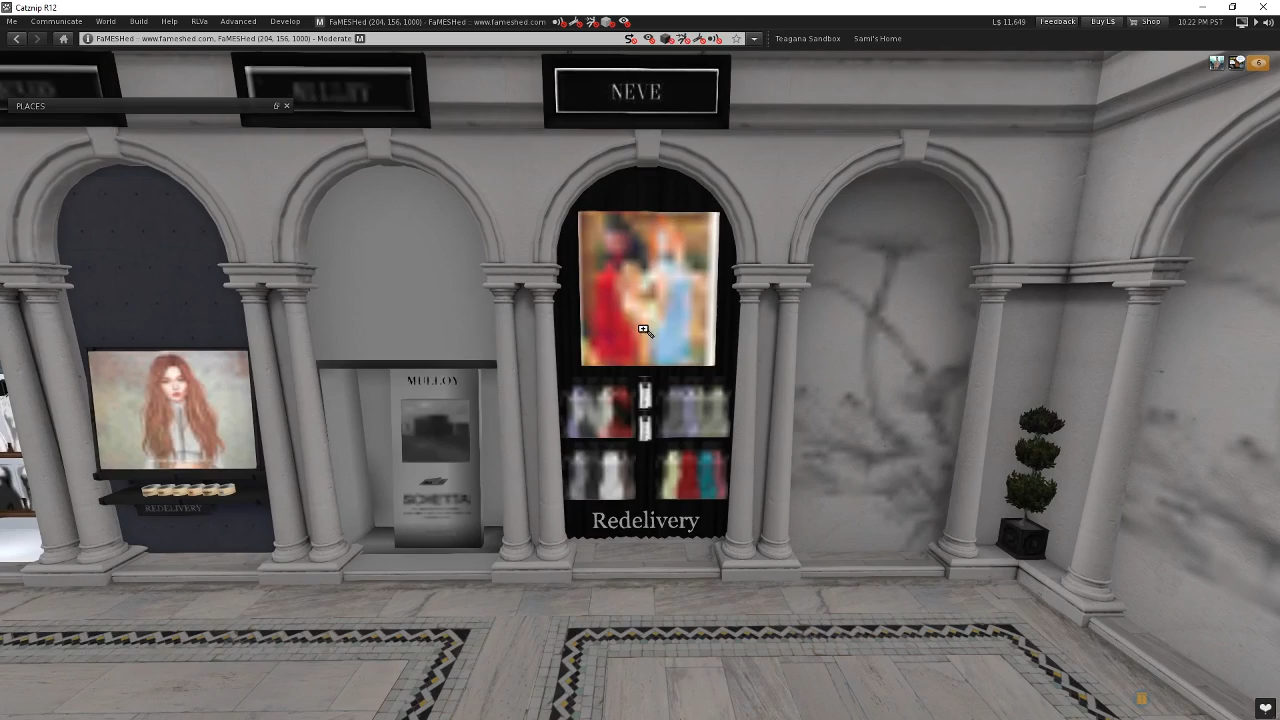 Catznip R12
Me Communicate World Build Help RLVa Advanced Develop M FaMESHed (204, 156, 1000) - FaMESHed :: www.fameshed.com L$ 11,649 Feedback Buy L$ Shop 10:22 PM PST
FaMESHed :: www.fameshed.com, FaMESHed (204, 156, 1000) - Moderate M Teagana Sandbox Sami's Home
6
NEVE
PLACES
MULLOY
REDELIVERY
Redelivery